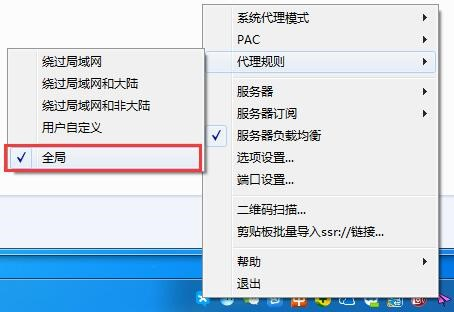 系统代理模式
PAC
代理规则
绕过局域网
绕过局域网和大陆
绕过局域网和非大陆
用户自定义
全局
服务器
服务器订阅
服务器负载均衡
选项设置...
端口设置...
二维码扫描...
剪贴板批量导入ssr://链接...
帮助
退出
中